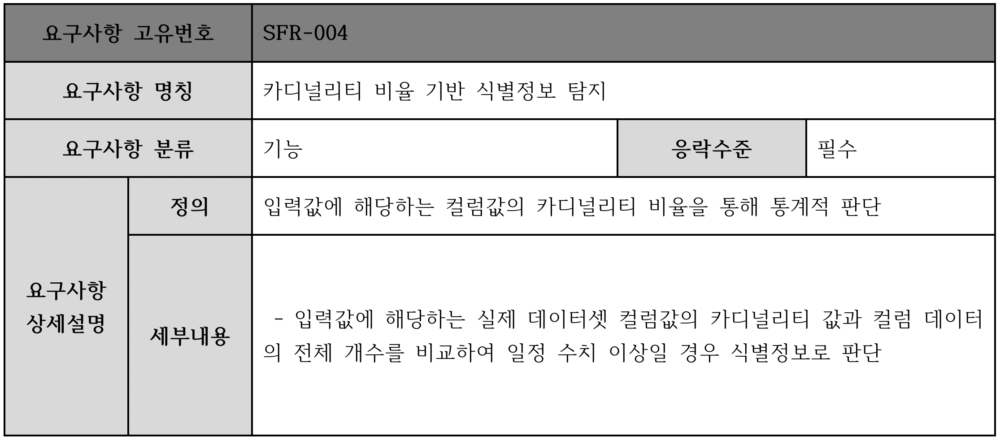 요구사항 고유번호
SFR-004
요구사항 명칭
카디널리티 비율 기반 식별정보 탐지
요구사항 분류
기능
응락수준
필수
요구사항
상세설명
정의
입력값에 해당하는 컬럼값의 카디널리티 비율을 통해 통계적 판단
세부내용
- 입력값에 해당하는 실제 데이터셋 컬럼값의 카디널리티 값과 컬럼 데이터
의 전체 개수를 비교하여 일정 수치 이상일 경우 식별정보로 판단